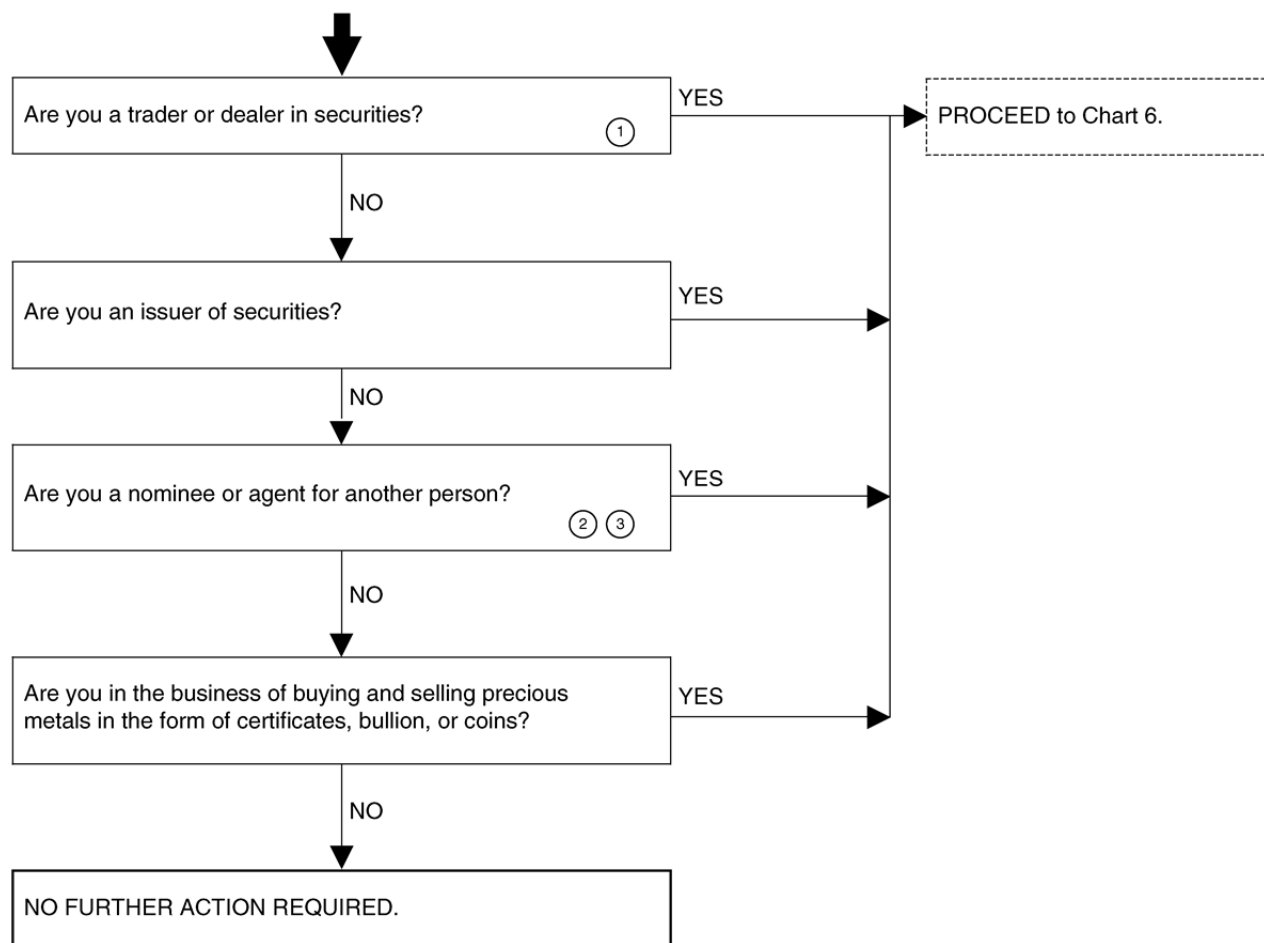 Are you a trader or dealer in securities?
1
YES
PROCEED to Chart 6.
NO
Are you an issuer of securities?
YES
NO
Are you a nominee or agent for another person?
2 3
YES
NO
Are you in the business of buying and selling precious
metals in the form of certificates, bullion, or coins?
YES
NO
NO FURTHER ACTION REQUIRED.